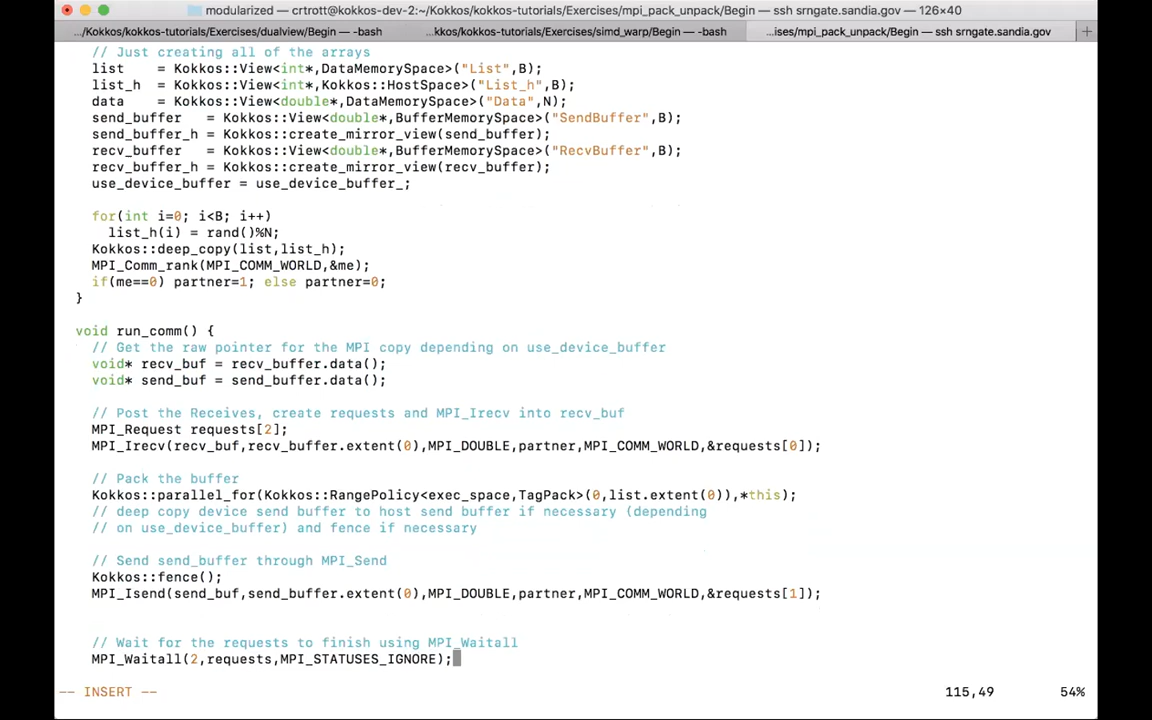 modularized — crtrott@kokkos-dev-2:~/Kokkos/kokkos-tutorials/Exercises/mpi_pack_unpack/Begin — ssh srngate.sandia.gov — 126×40
.../Kokkos/kokkos-tutorials/Exercises/dualview/Begin — -bash ...kkos/kokkos-tutorials/Exercises/simd_warp/Begin — -bash ...ises/mpi_pack_unpack/Begin — ssh srngate.sandia.gov +
// Just creating all of the arrays
list    = Kokkos::View<int*,DataMemorySpace>("List",B);
list_h  = Kokkos::View<int*,Kokkos::HostSpace>("List_h",B);
data    = Kokkos::View<double*,DataMemorySpace>("Data",N);
send_buffer   = Kokkos::View<double*,BufferMemorySpace>("SendBuffer",B);
send_buffer_h = Kokkos::create_mirror_view(send_buffer);
recv_buffer   = Kokkos::View<double*,BufferMemorySpace>("RecvBuffer",B);
recv_buffer_h = Kokkos::create_mirror_view(recv_buffer);
use_device_buffer = use_device_buffer_;
for(int i=0; i<B; i++)
list_h(i) = rand()%N;
Kokkos::deep_copy(list,list_h);
MPI_Comm_rank(MPI_COMM_WORLD,&me);
if(me==0) partner=1; else partner=0;
}
void run_comm() {
// Get the raw pointer for the MPI copy depending on use_device_buffer
void* recv_buf = recv_buffer.data();
void* send_buf = send_buffer.data();
// Post the Receives, create requests and MPI_Irecv into recv_buf
MPI_Request requests[2];
MPI_Irecv(recv_buf,recv_buffer.extent(0),MPI_DOUBLE,partner,MPI_COMM_WORLD,&requests[0]);
// Pack the buffer
Kokkos::parallel_for(Kokkos::RangePolicy<exec_space,TagPack>(0,list.extent(0)),*this);
// deep copy device send buffer to host send buffer if necessary (depending
// on use_device_buffer) and fence if necessary
// Send send_buffer through MPI_Send
Kokkos::fence();
MPI_Isend(send_buf,send_buffer.extent(0),MPI_DOUBLE,partner,MPI_COMM_WORLD,&requests[1]);
// Wait for the requests to finish using MPI_Waitall
MPI_Waitall(2,requests,MPI_STATUSES_IGNORE);
-- INSERT -- 115,49 54%